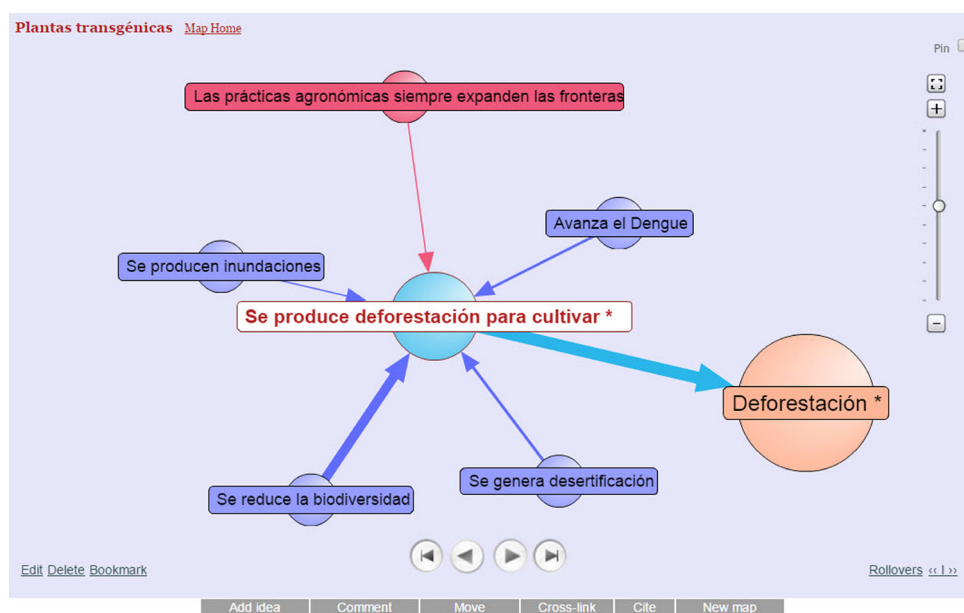 Plantas transgénicas Map Home
Pin
Las prácticas agronómicas siempre expanden las fronteras
Avanza el Dengue
Se producen inundaciones
Se produce deforestación para cultivar *
Deforestación *
Se genera desertificación
Se reduce la biodiversidad
Edit Delete Bookmark
Rollovers ‹‹ I ››
Add idea Comment Move Cross-link Cite New map